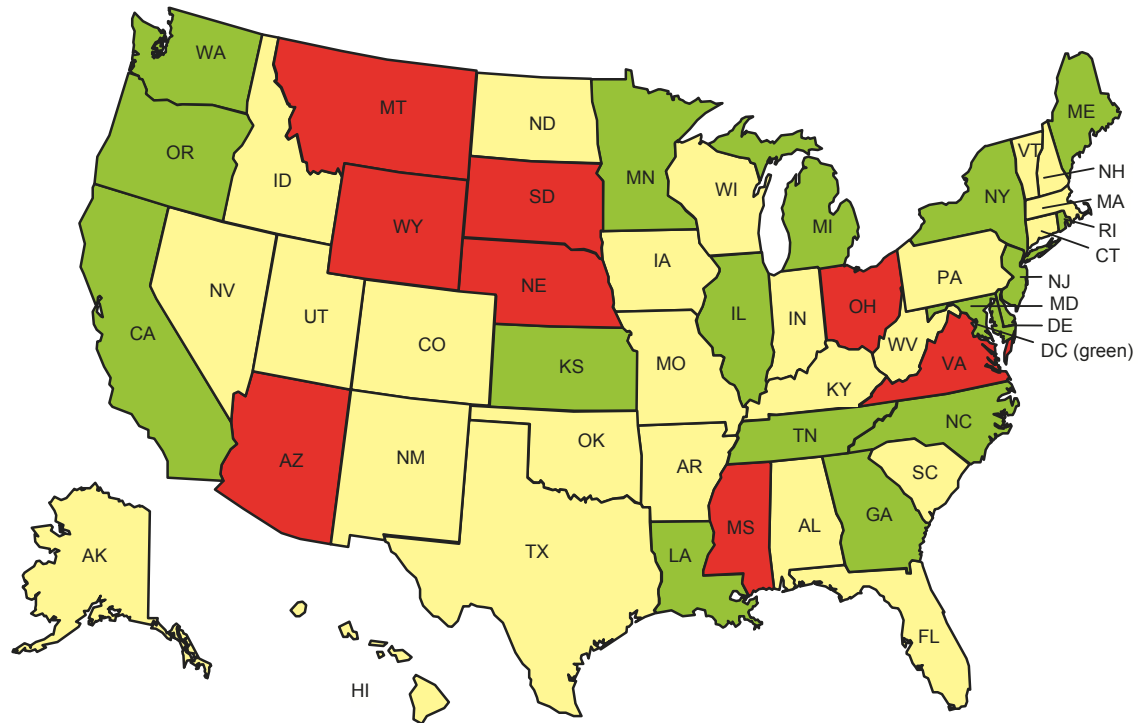 WA
MT
ND
ME
OR
ID
MN
VT
NH
WI
NY
MA
SD
MI
RI
WY
CT
IA
PA
NJ
NE
MD
NV
OH
DE
IL
IN
UT
DC (green)
CA
CO
WV
VA
KS
MO
KY
NC
TN
OK
AZ
NM
AR
SC
GA
MS
AL
TX
LA
AK
FL
HI